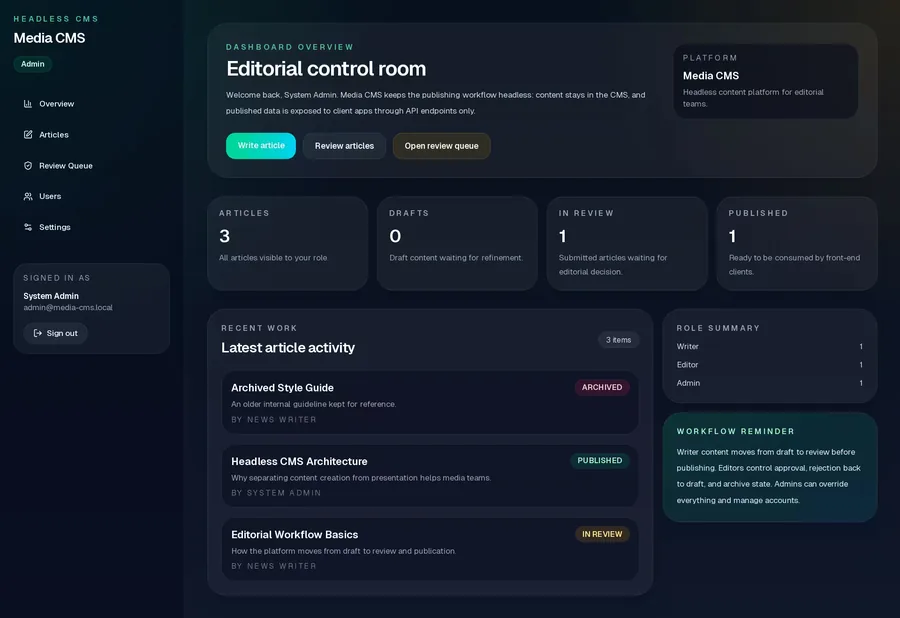 HEADLESS CMS
Media CMS
Admin
Overview
Articles
Review Queue
Users
Settings
SIGNED IN AS
System Admin
admin@media-cms.local
Sign out
DASHBOARD OVERVIEW
Editorial control room
Welcome back, System Admin. Media CMS keeps the publishing workflow headless: content stays in the CMS, and
published data is exposed to client apps through API endpoints only.
Write article
Review articles
Open review queue
PLATFORM
Media CMS
Headless content platform for editorial
teams.
ARTICLES
3
All articles visible to your role
DRAFTS
0
Draft content waiting for refinement.
IN REVIEW
1
Submitted articles waiting for
editorial decision.
PUBLISHED
1
Ready to be consumed by front-end
clients.
RECENT WORK
Latest article activity
3 items
Archived Style Guide
ARCHIVED
An older internal guideline kept for reference.
BY NEWS WRITER
Headless CMS Architecture
PUBLISHED
Why separating content creation from presentation helps media teams.
BY SYSTEM ADMIN
Editorial Workflow Basics
IN REVIEW
How the platform moves from draft to review and publication.
BY NEWS WRITER
ROLE SUMMARY
Writer 1
Editor 1
Admin 1
WORKFLOW REMINDER
Writer content moves from draft to review before
publishing. Editors control approval, rejection back
to draft, and archive state. Admins can override
everything and manage accounts.